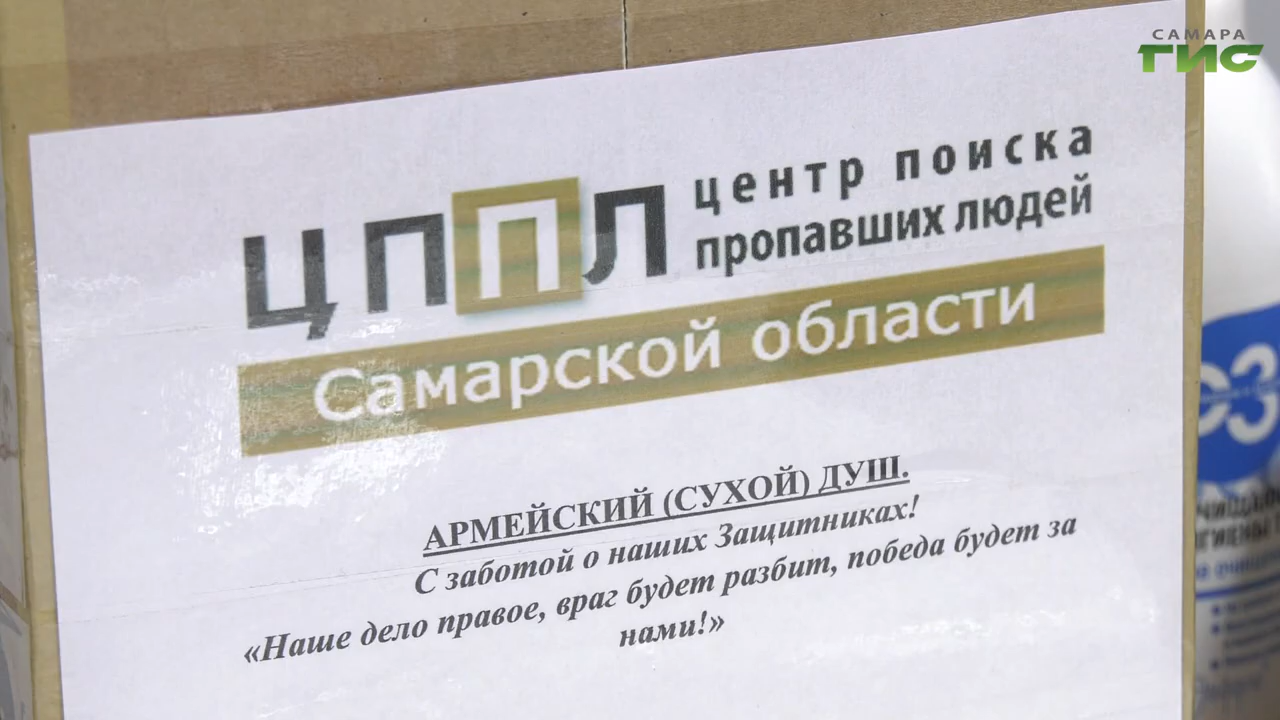 САМАРА
ГИС
ЦППЛ
центр поиска
пропавших людей
Самарской области
АРМЕЙСКИЙ (СУХОЙ) ДУШ.
С заботой о наших Защитниках!
«Наше дело правое, враг будет разбит, победа будет за
нами!»